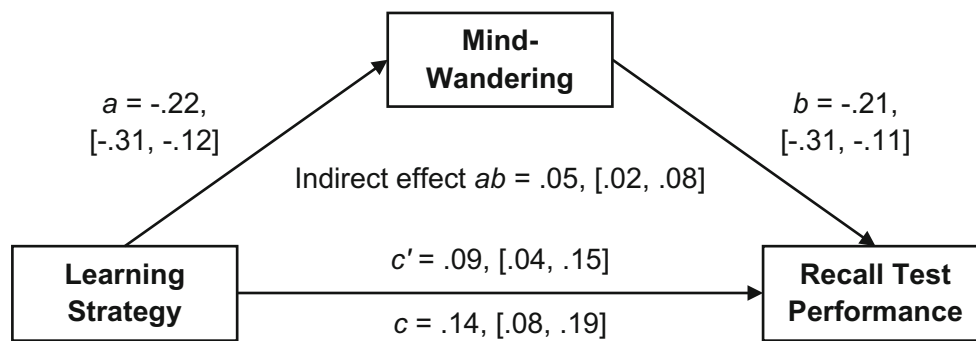 Mind-
Wandering
a = -.22,
[-.31, -.12]
b = -.21,
[-.31, -.11]
Indirect effect ab = .05, [.02, .08]
Learning
Strategy
c' = .09, [.04, .15]
c = .14, [.08, .19]
Recall Test
Performance